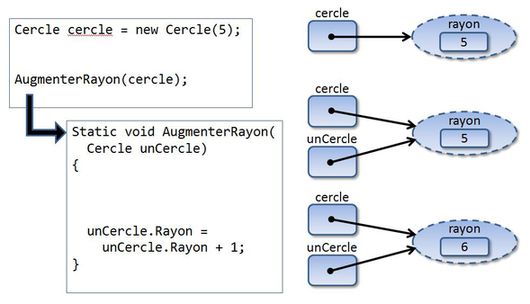 Cercle cercle = new Cercle(5);
AugmenterRayon(cercle);
Static void AugmenterRayon(
Cercle unCercle)
{
unCercle.Rayon =
unCercle.Rayon + 1;
}
cercle
rayon
5
cercle
unCercle
rayon
5
cercle
unCercle
rayon
6